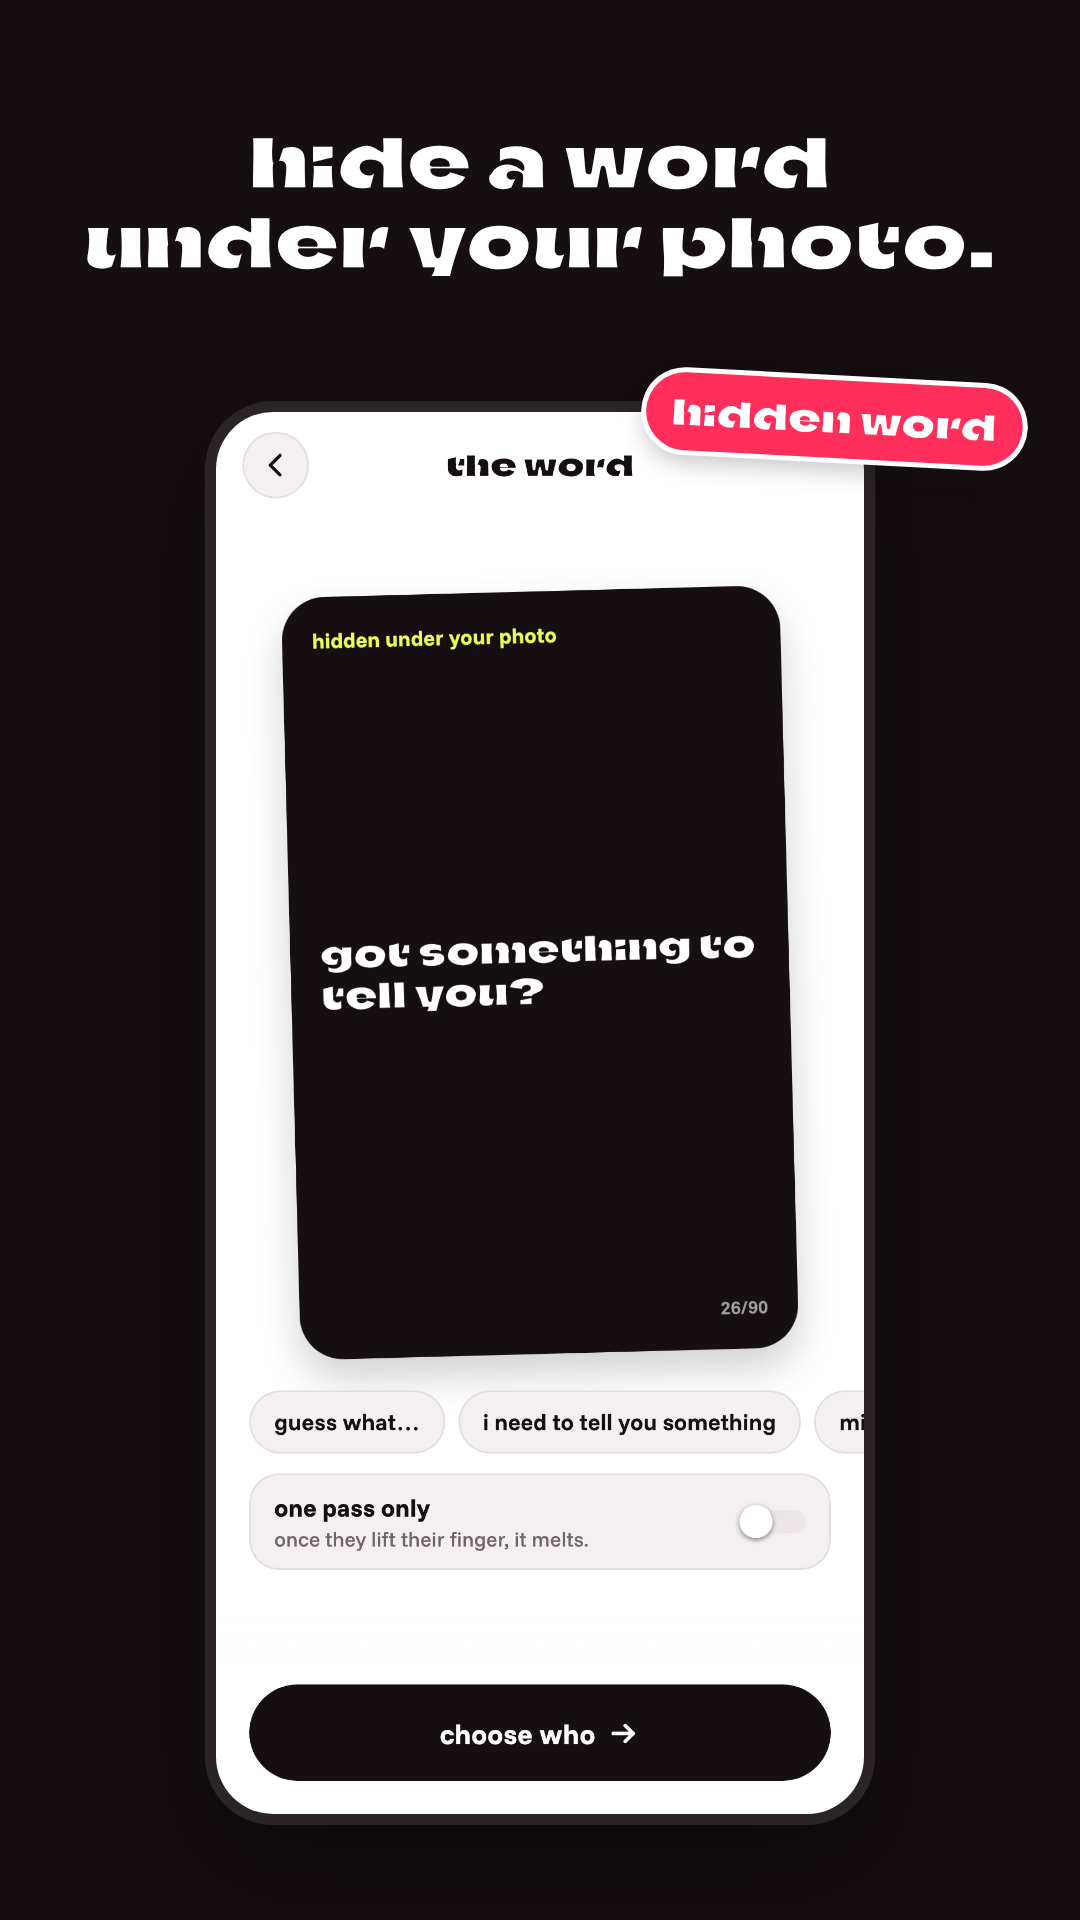 hide a word
under your photo.
hidden word
the word
hidden under your photo
got something to
tell you?
26/90
guess what...
i need to tell you something
mi
one pass only
once they lift their finger, it melts.
choose who →